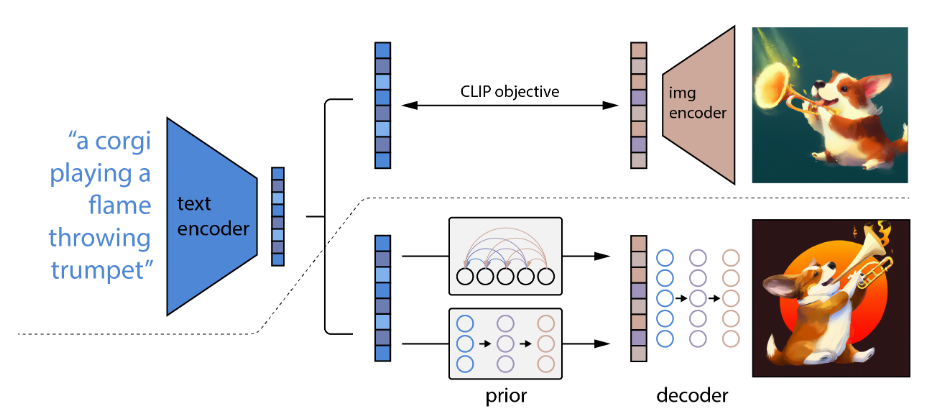 “a corgi
playing a
flame
throwing
trumpet”
text
encoder
CLIP objective
img
encoder
prior
decoder